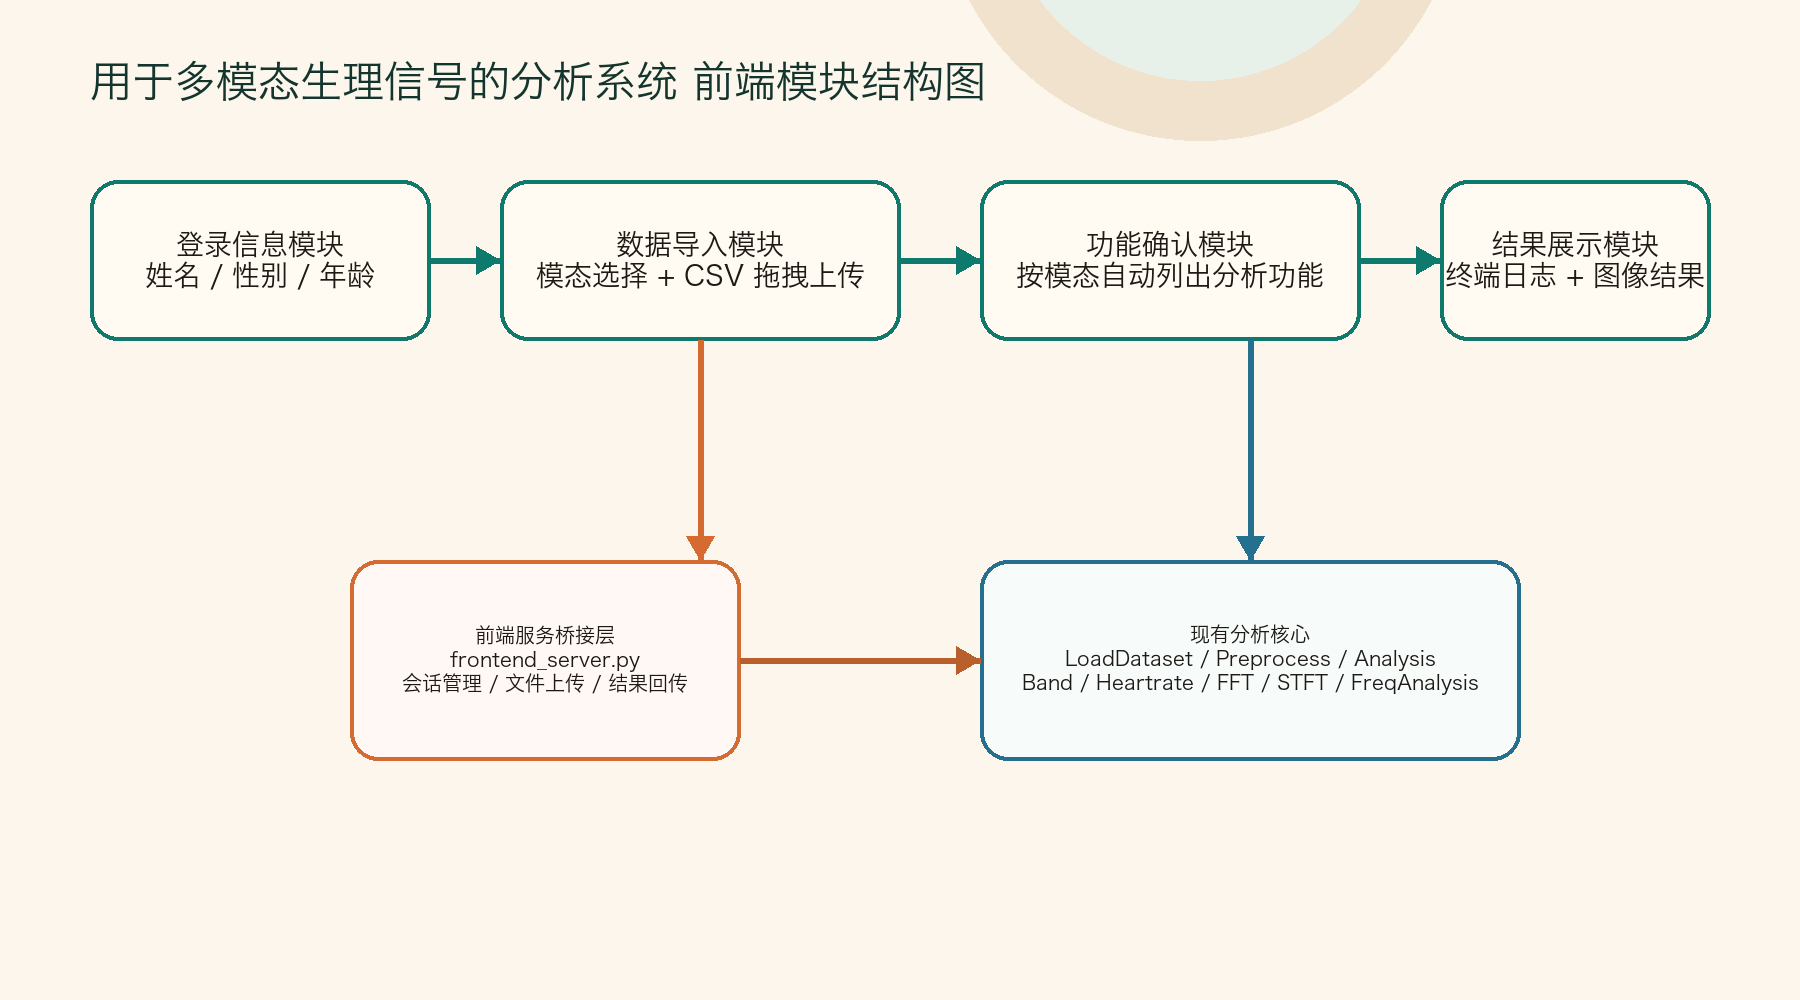 用于多模态生理信号的分析系统 前端模块结构图
登录信息模块
姓名 / 性别 / 年龄
数据导入模块
模态选择 + CSV 拖拽上传
功能确认模块
按模态自动列出分析功能
结果展示模块
终端日志 + 图像结果
前端服务桥接层
frontend_server.py
会话管理 / 文件上传 / 结果回传
现有分析核心
LoadDataset / Preprocess / Analysis
Band / Heartrate / FFT / STFT / FreqAnalysis